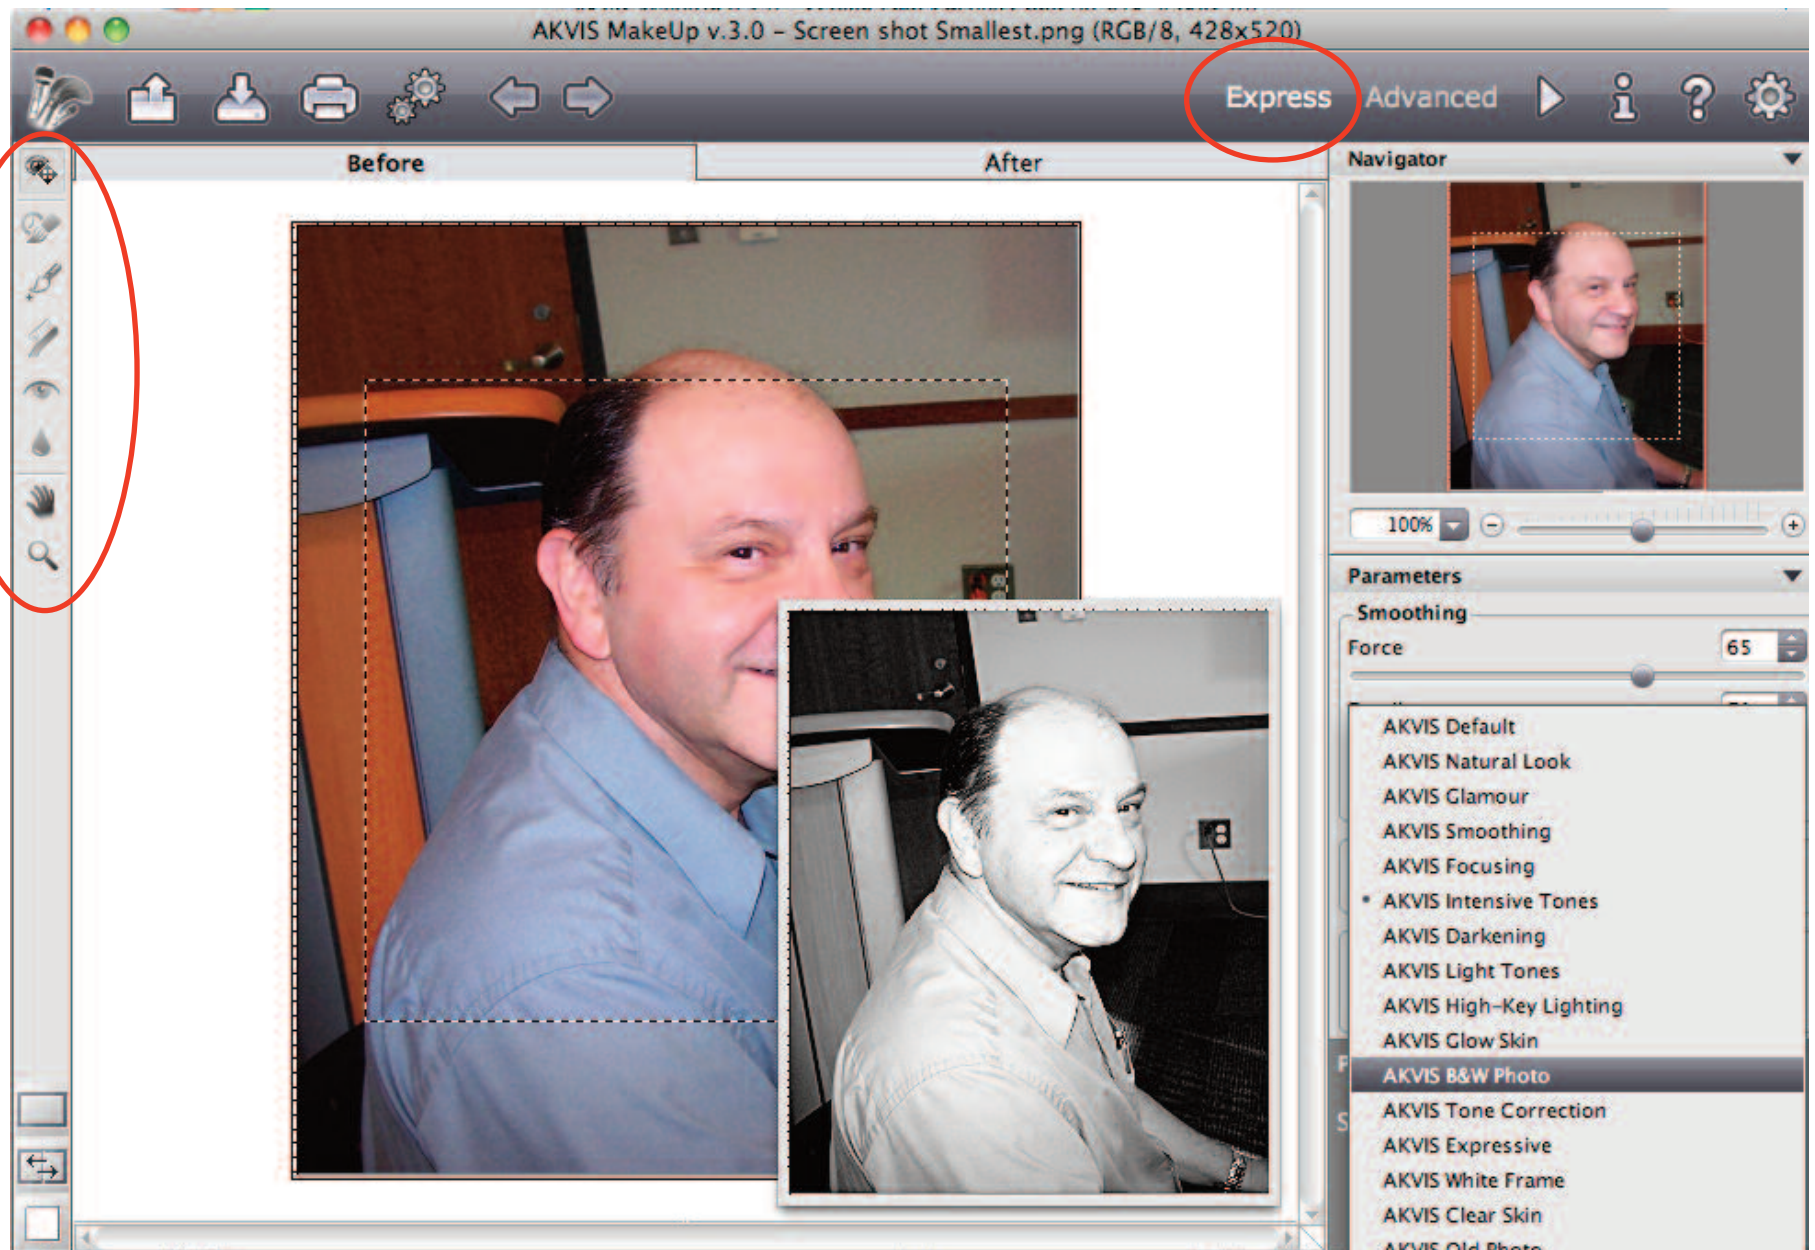 AKVIS MakeUp v.3.0 – Screen shot Smallest.png (RGB/8, 428x520)
Express Advanced
Before After
Navigator
100%
Parameters
Smoothing
Force 65
AKVIS Default
AKVIS Natural Look
AKVIS Glamour
AKVIS Smoothing
AKVIS Focusing
• AKVIS Intensive Tones
AKVIS Darkening
AKVIS Light Tones
AKVIS High-Key Lighting
AKVIS Glow Skin
AKVIS B&W Photo
AKVIS Tone Correction
AKVIS Expressive
AKVIS White Frame
AKVIS Clear Skin
AKVIS Old Photo